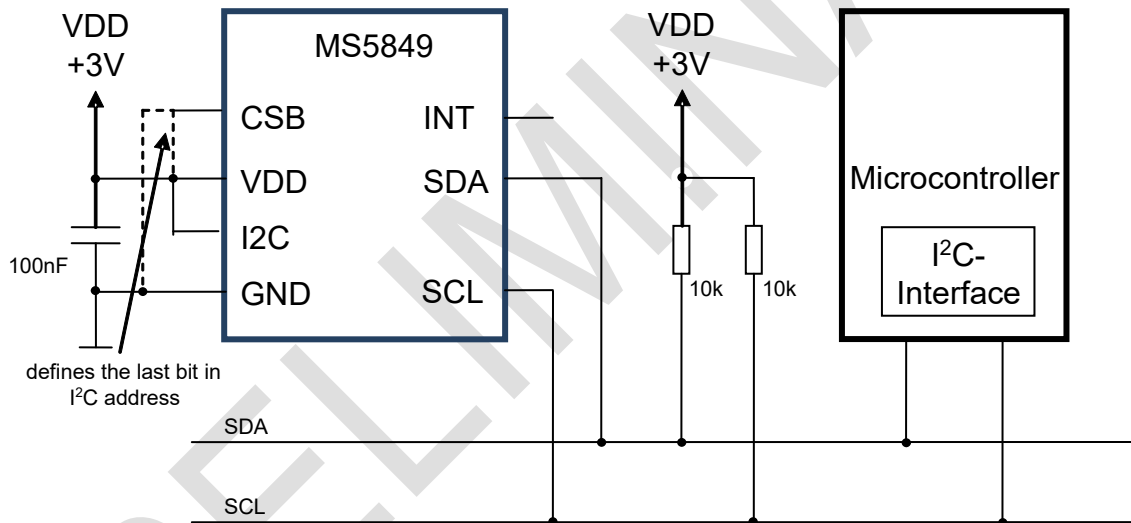 VDD
+3V
MS5849
CSB
VDD
I2C
GND
INT
SDA
SCL
100nF
defines the last bit in
I²C address
VDD
+3V
10k
10k
Microcontroller
I²C-
Interface
SDA
SCL